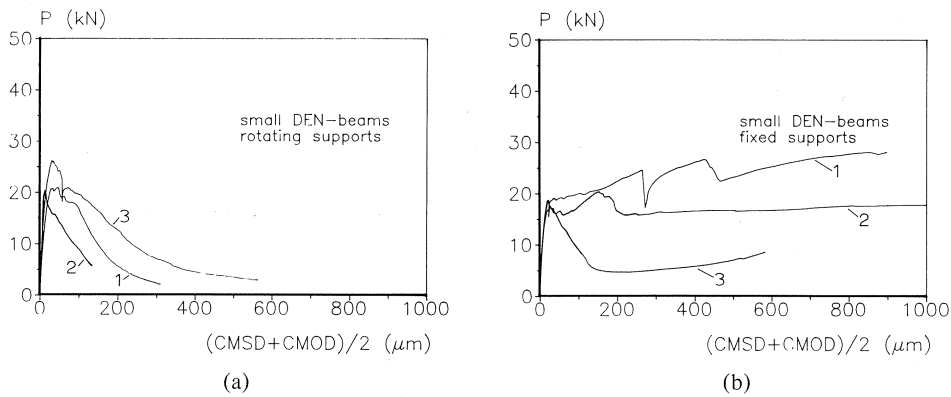 P (kN)
50
40
30
20
10
0
0 200 400 600 800 1000
small DEN-beams
rotating supports
3
2
1
(CMSD+CMOD)/2 (μm)
(a)
P (kN)
50
40
30
20
10
0
0 200 400 600 800 1000
small DEN-beams
fixed supports
1
2
3
(CMSD+CMOD)/2 (μm)
(b)